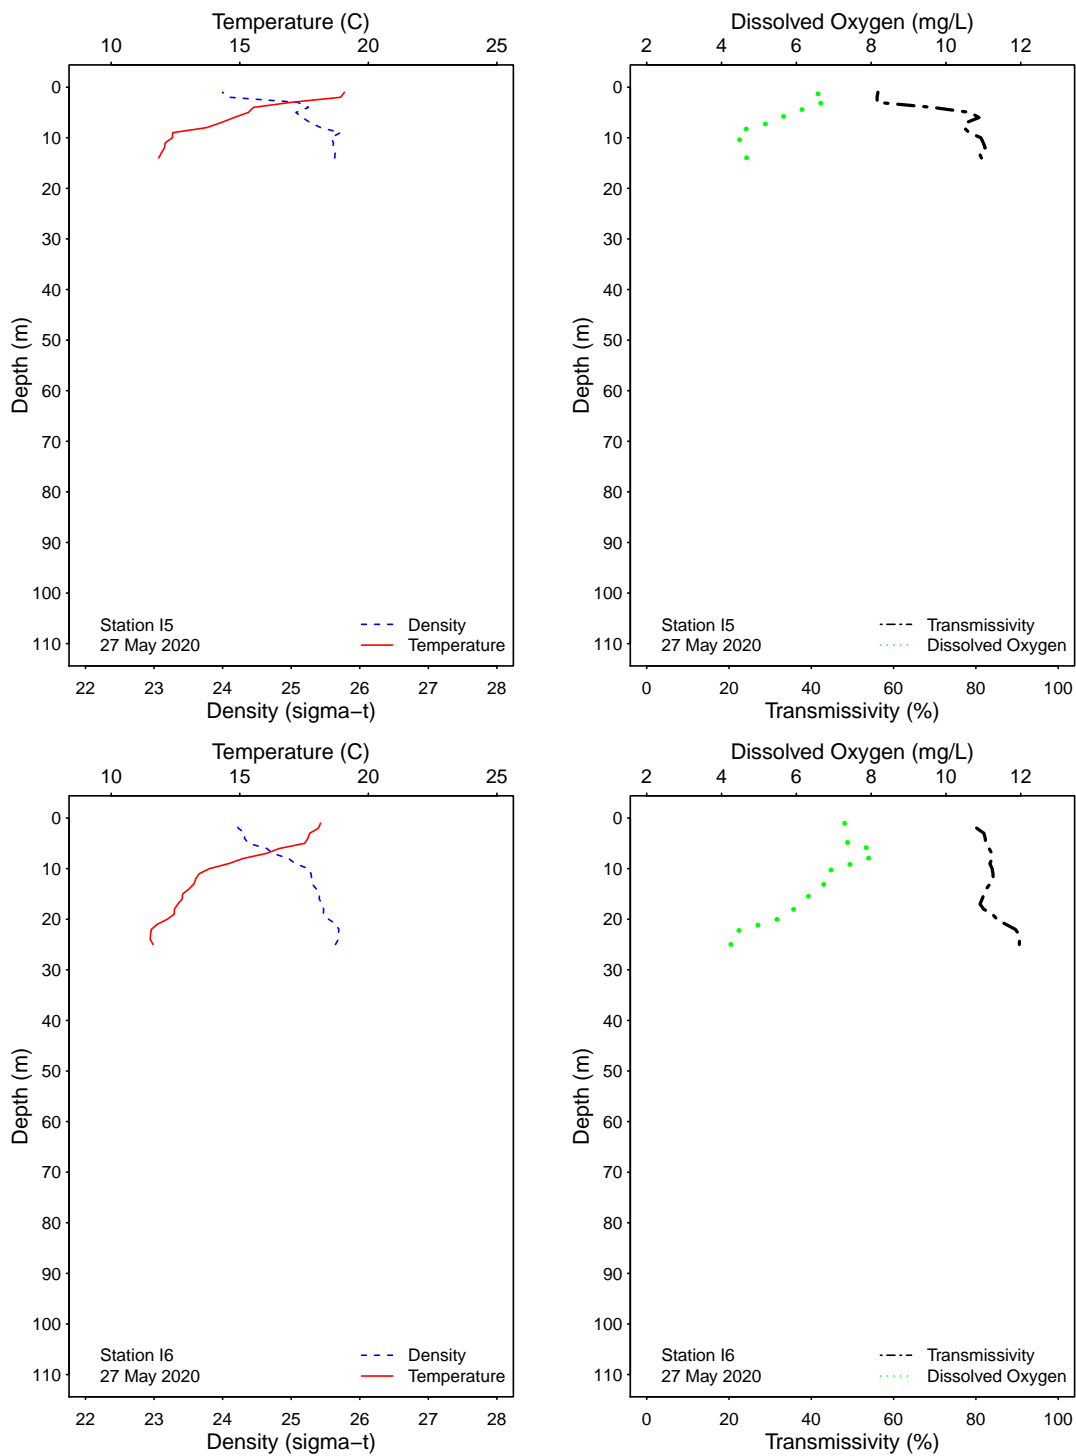 Temperature (C)
10 15 20 25
0
10
20
30
40
50
60
70
80
90
100
110
Depth (m)
Station I5
27 May 2020
Density
Temperature
22 23 24 25 26 27 28
Density (sigma−t)
Dissolved Oxygen (mg/L)
2 4 6 8 10 12
0
10
20
30
40
50
60
70
80
90
100
110
Depth (m)
Station I5
27 May 2020
Transmissivity
Dissolved Oxygen
0 20 40 60 80 100
Transmissivity (%)
Temperature (C)
10 15 20 25
0
10
20
30
40
50
60
70
80
90
100
110
Depth (m)
Station I6
27 May 2020
Density
Temperature
22 23 24 25 26 27 28
Density (sigma−t)
Dissolved Oxygen (mg/L)
2 4 6 8 10 12
0
10
20
30
40
50
60
70
80
90
100
110
Depth (m)
Station I6
27 May 2020
Transmissivity
Dissolved Oxygen
0 20 40 60 80 100
Transmissivity (%)